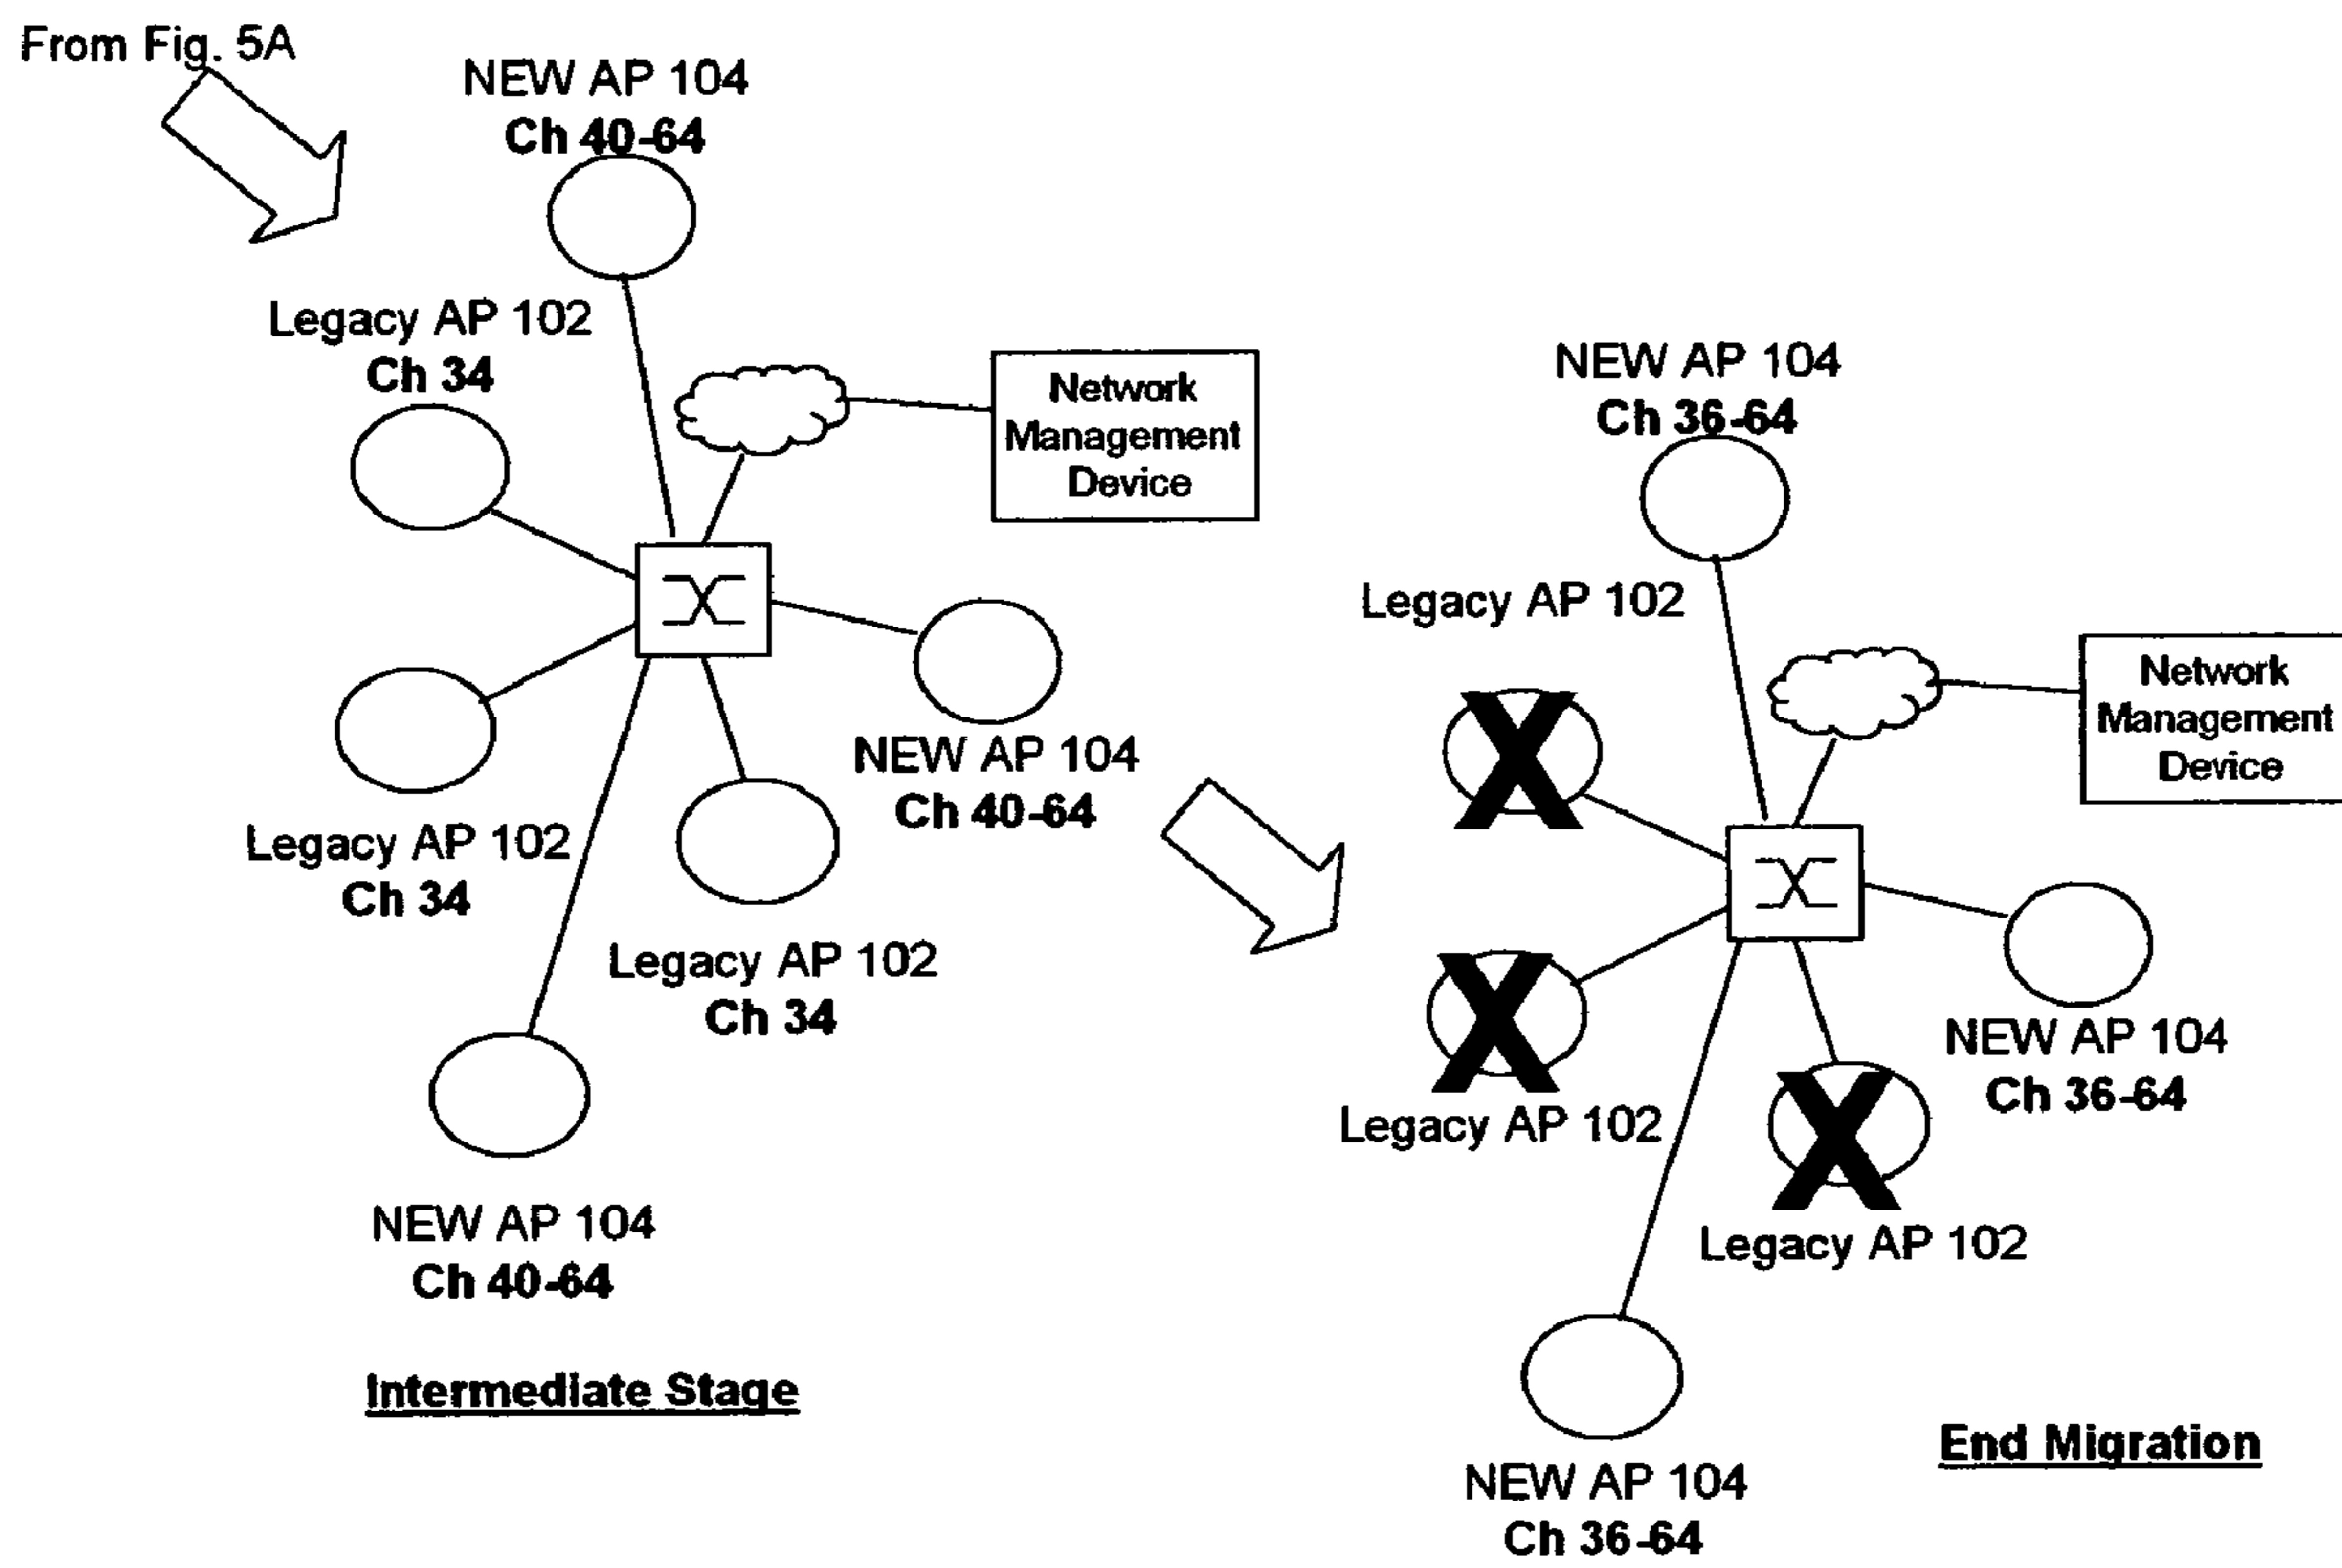 From Fig. 5A
NEW AP 104
Ch 40-64
Legacy AP 102
Ch 34
Network
Management
Device
NEW AP 104
Ch 40-64
Legacy AP 102
Ch 34
Legacy AP 102
Ch 34
NEW AP 104
Ch 40-64
Intermediate Stage
NEW AP 104
Ch 36-64
Legacy AP 102
Network
Management
Device
X
X
NEW AP 104
Ch 36-64
Legacy AP 102
X
Legacy AP 102
NEW AP 104
Ch 36-64
End Migration